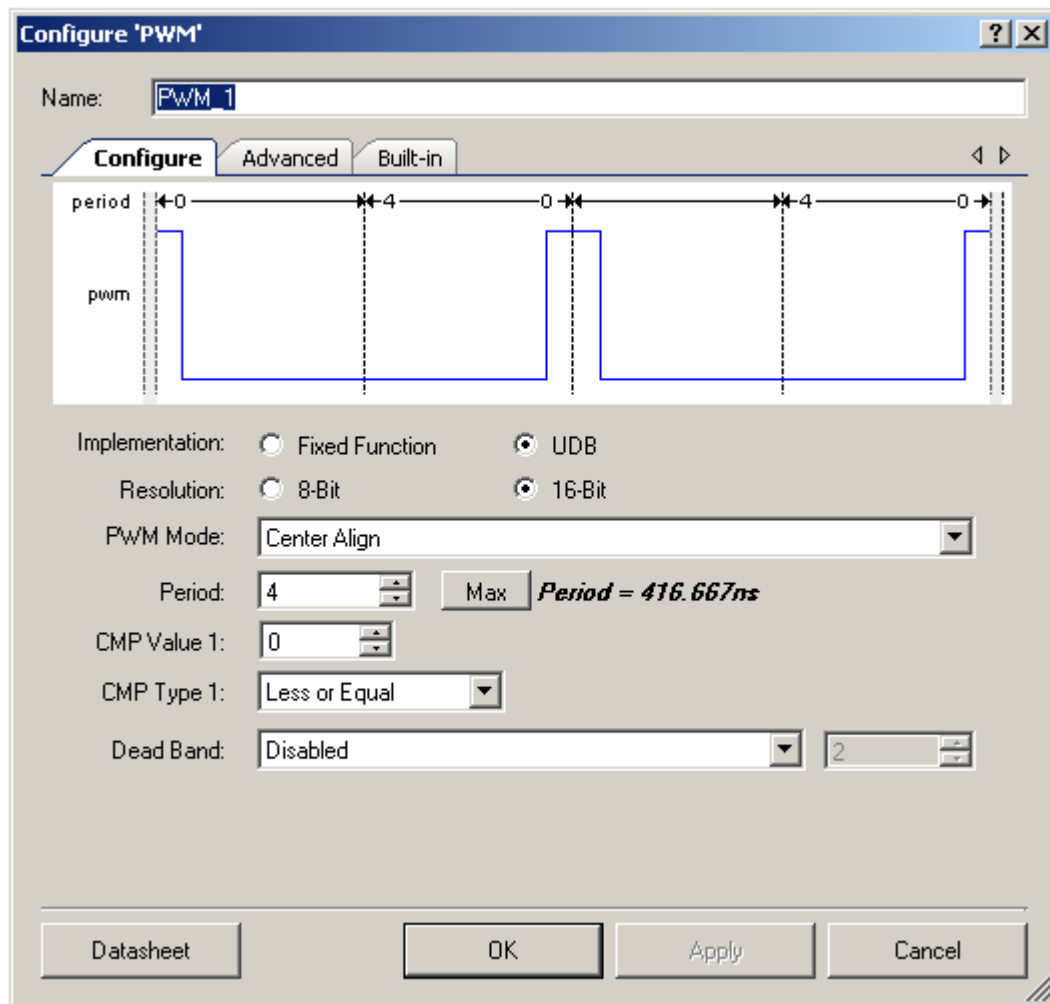 Configure 'PWM'
Name: PWM_1
Configure Advanced Built-in
period 0 4 0 4 0
pwm
Implementation: Fixed Function UDB
Resolution: 8-Bit 16-Bit
PWM Mode: Center Align
Period: 4 Max Period = 416.667ns
CMP Value 1: 0
CMP Type 1: Less or Equal
Dead Band: Disabled 2
Datasheet OK Apply Cancel